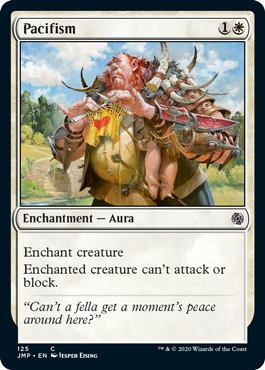 Pacifism 1
Enchantment — Aura
Enchant creature
Enchanted creature can't attack or
block.
“Can't a fella get a moment's peace
around here?”
125 C
JMP • EN JESPER EJSING ™ & © 2020 Wizards of the Coast